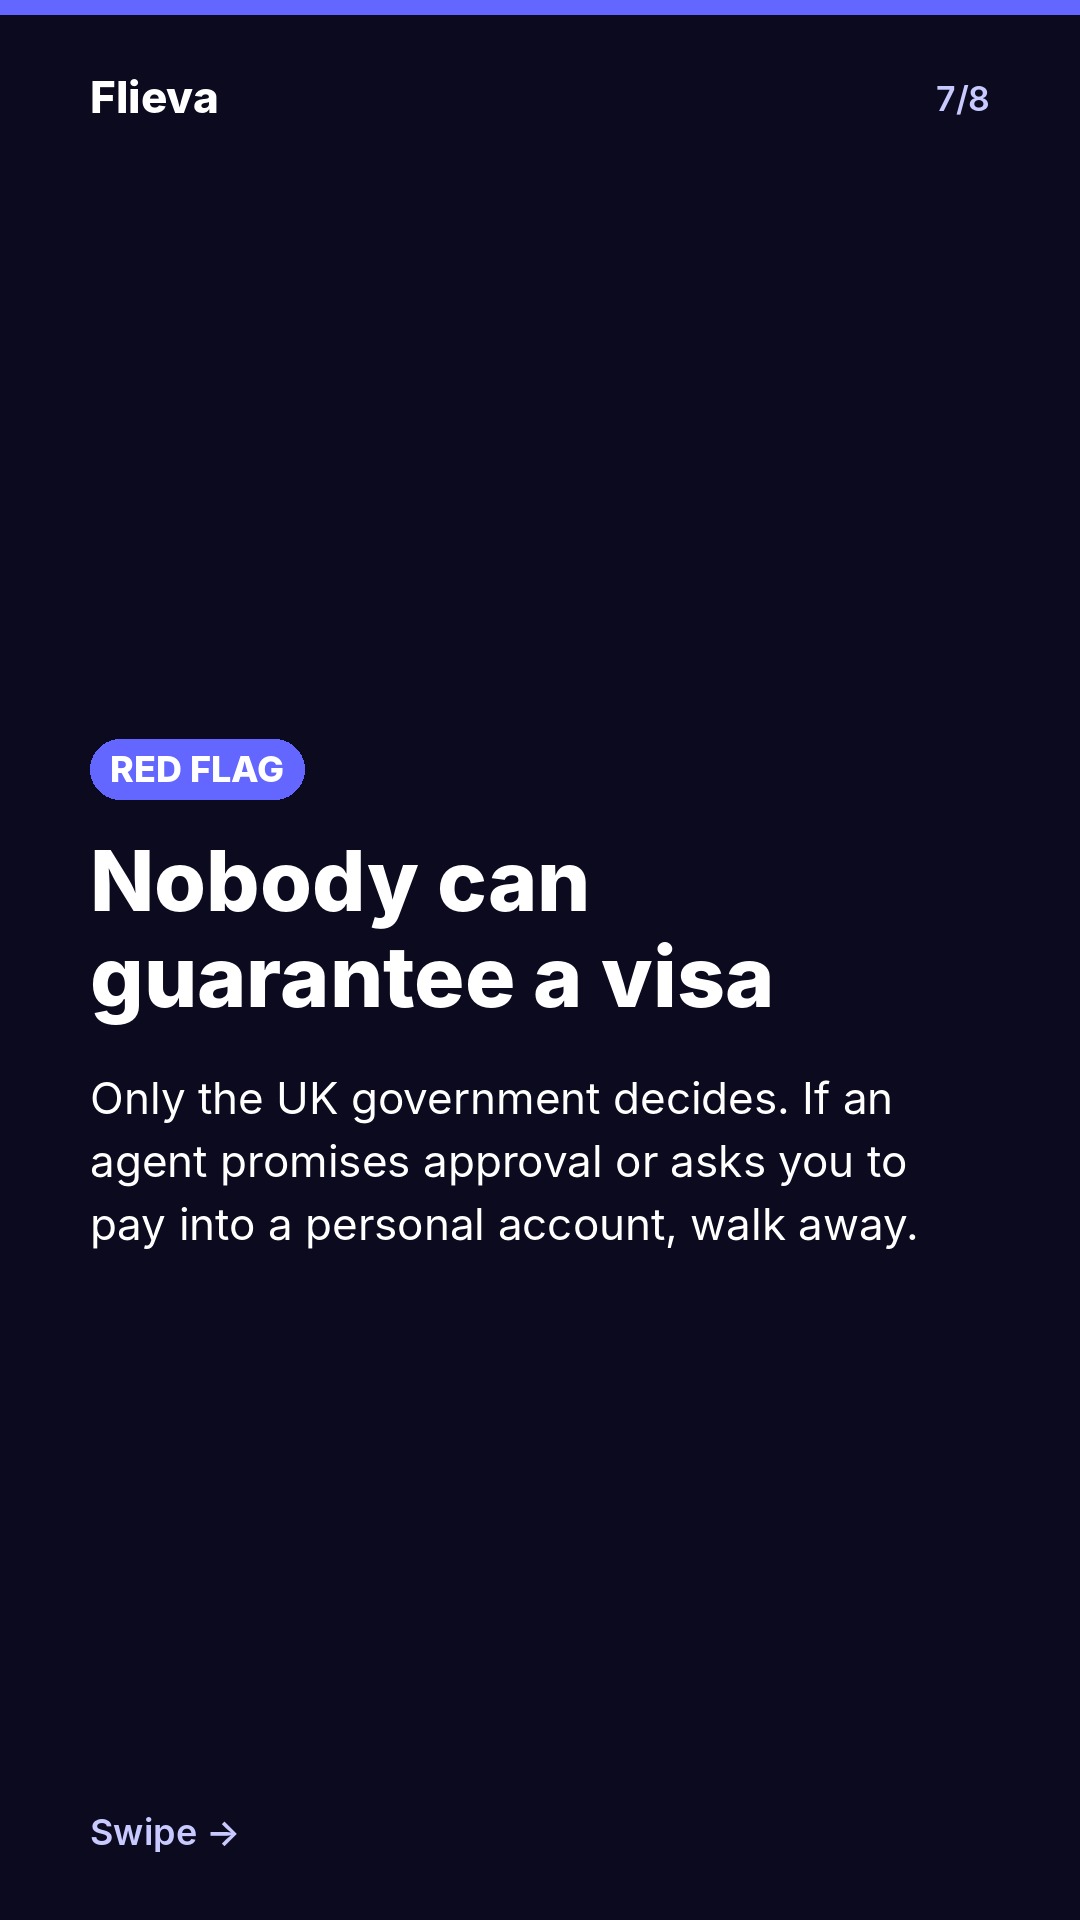 Flieva
7/8
RED FLAG
Nobody can
guarantee a visa
Only the UK government decides. If an
agent promises approval or asks you to
pay into a personal account, walk away.
Swipe →